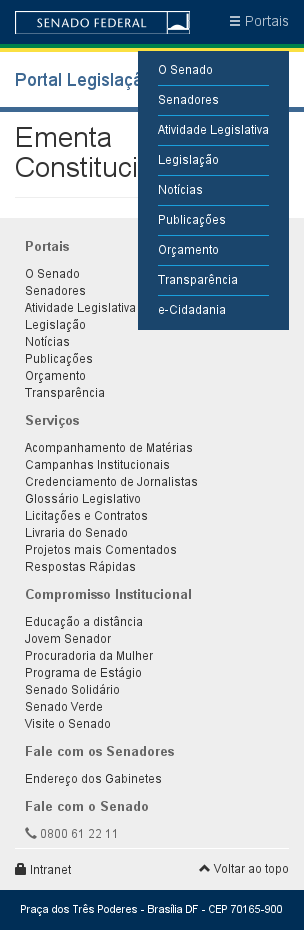 SENADO FEDERAL
≡ Portais
Portal Legislaçã
O Senado
Senadores
Atividade Legislativa
Legislação
Notícias
Publicações
Orçamento
Transparência
e-Cidadania
Ementa
Constituci
Portais
O Senado
Senadores
Atividade Legislativa
Legislação
Notícias
Publicações
Orçamento
Transparência
Serviços
Acompanhamento de Matérias
Campanhas Institucionais
Credenciamento de Jornalistas
Glossário Legislativo
Licitações e Contratos
Livraria do Senado
Projetos mais Comentados
Respostas Rápidas
Compromisso Institucional
Educação a distância
Jovem Senador
Procuradoria da Mulher
Programa de Estágio
Senado Solidário
Senado Verde
Visite o Senado
Fale com os Senadores
Endereço dos Gabinetes
Fale com o Senado
0800 61 22 11
Intranet
Voltar ao topo
Praça dos Três Poderes - Brasília DF - CEP 70165-900